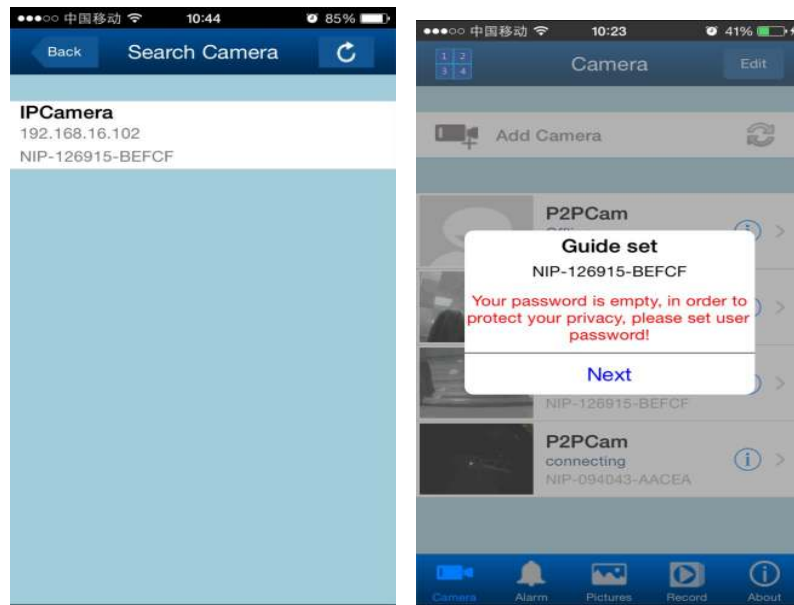 中国移动 10:44 85%
Back Search Camera
IPCamera
192.168.16.102
NIP-126915-BEFCF
中国移动 10:23 41%
1 2
3 4
Camera Edit
Add Camera
P2PCam
Guide set
NIP-126915-BEFCF
Your password is empty, in order to
protect your privacy, please set user
password!
Next
NIP-126915-BEFCF
P2PCam
connecting
NIP-094043-AACEA
Camera Alarm Pictures Record About